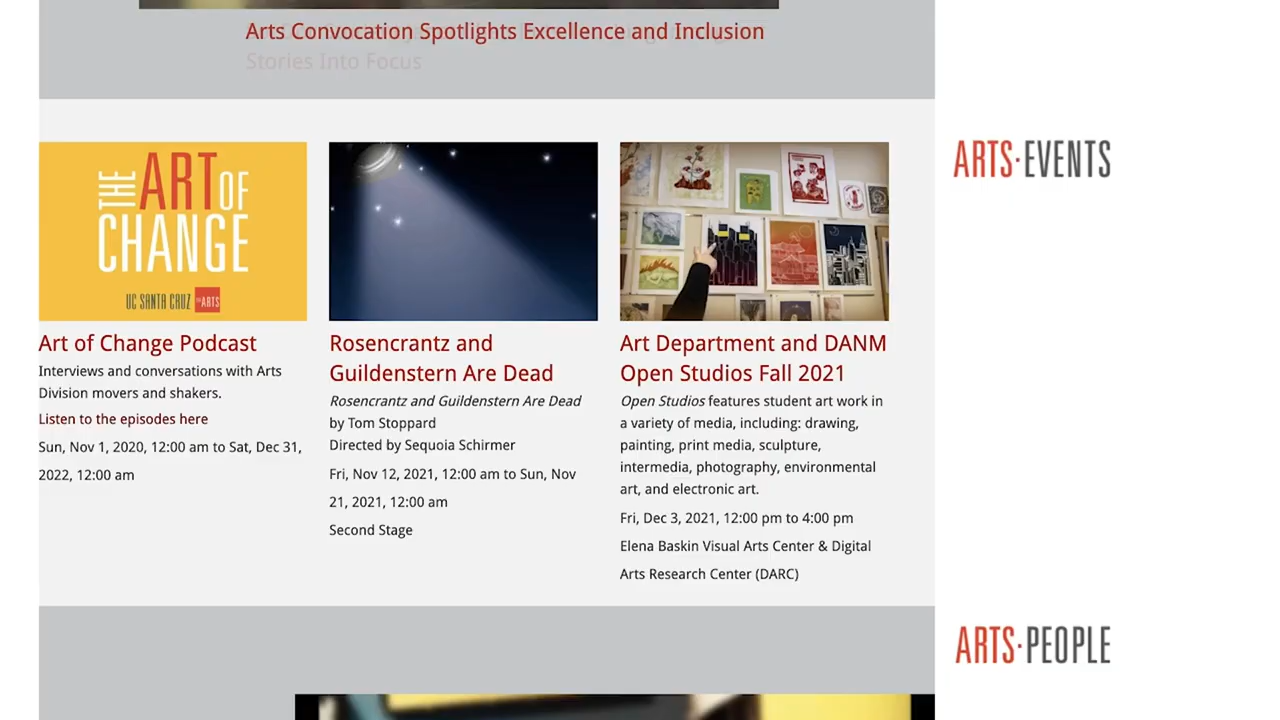 Arts Convocation Spotlights Excellence and Inclusion
Stories Into Focus
ARTS·EVENTS
THE ART OF
CHANGE
UC SANTA CRUZ THE ARTS
Art of Change Podcast
Interviews and conversations with Arts
Division movers and shakers.
Listen to the episodes here
Sun, Nov 1, 2020, 12:00 am to Sat, Dec 31,
2022, 12:00 am
Rosencrantz and
Guildenstern Are Dead
Rosencrantz and Guildenstern Are Dead
by Tom Stoppard
Directed by Sequoia Schirmer
Fri, Nov 12, 2021, 12:00 am to Sun, Nov
21, 2021, 12:00 am
Second Stage
Art Department and DANM
Open Studios Fall 2021
Open Studios features student art work in
a variety of media, including: drawing,
painting, print media, sculpture,
intermedia, photography, environmental
art, and electronic art.
Fri, Dec 3, 2021, 12:00 pm to 4:00 pm
Elena Baskin Visual Arts Center & Digital
Arts Research Center (DARC)
ARTS·PEOPLE